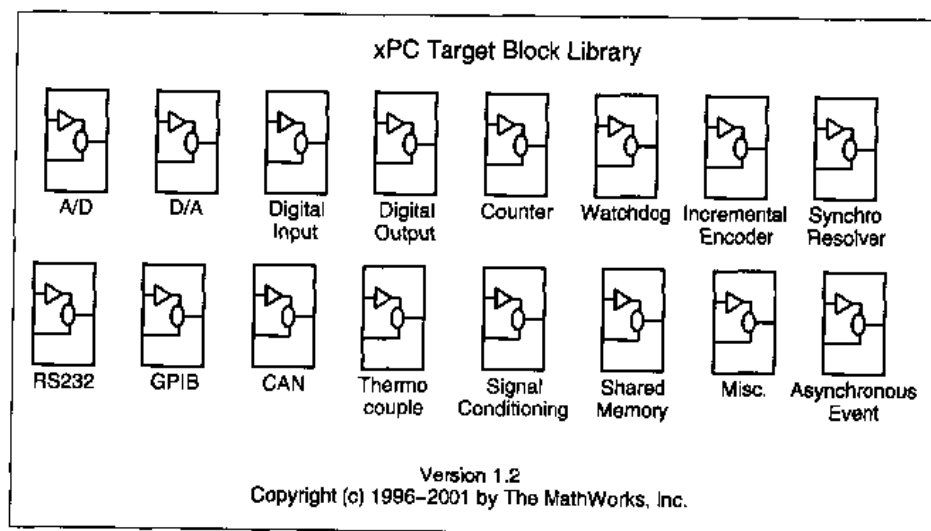 xPC Target Block Library
A/D
D/A
Digital
Input
Digital
Output
Counter
Watchdog
Incremental
Encoder
Synchro
Resolver
RS232
GPIB
CAN
Thermo
couple
Signal
Conditioning
Shared
Memory
Misc.
Asynchronous
Event
Version 1.2
Copyright (c) 1996–2001 by The MathWorks, Inc.